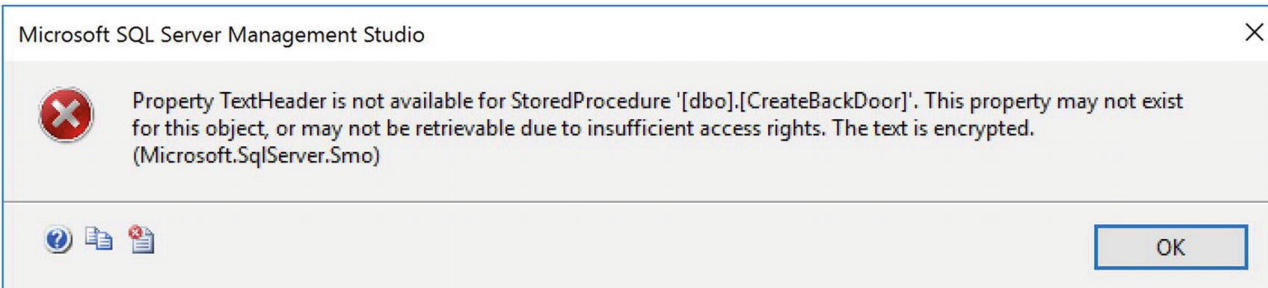 Microsoft SQL Server Management Studio
Property TextHeader is not available for StoredProcedure '[dbo].[CreateBackDoor]'. This property may not exist
for this object, or may not be retrievable due to insufficient access rights. The text is encrypted.
(Microsoft.SqlServer.Smo)
OK